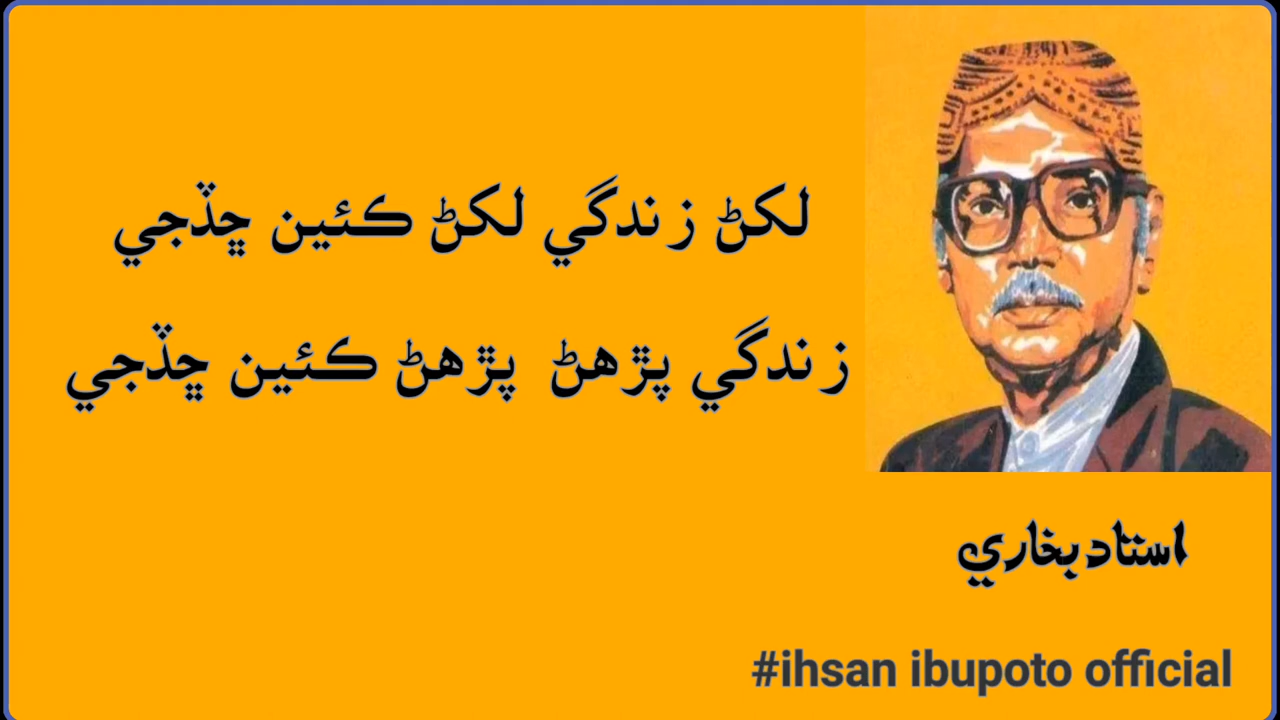 لکڻ زندگي لکڻ ڪئين ڇڏجي
زندگي پڙهڻ پڙهڻ ڪئين ڇڏجي
استاد بخاري
#ihsan ibupoto official